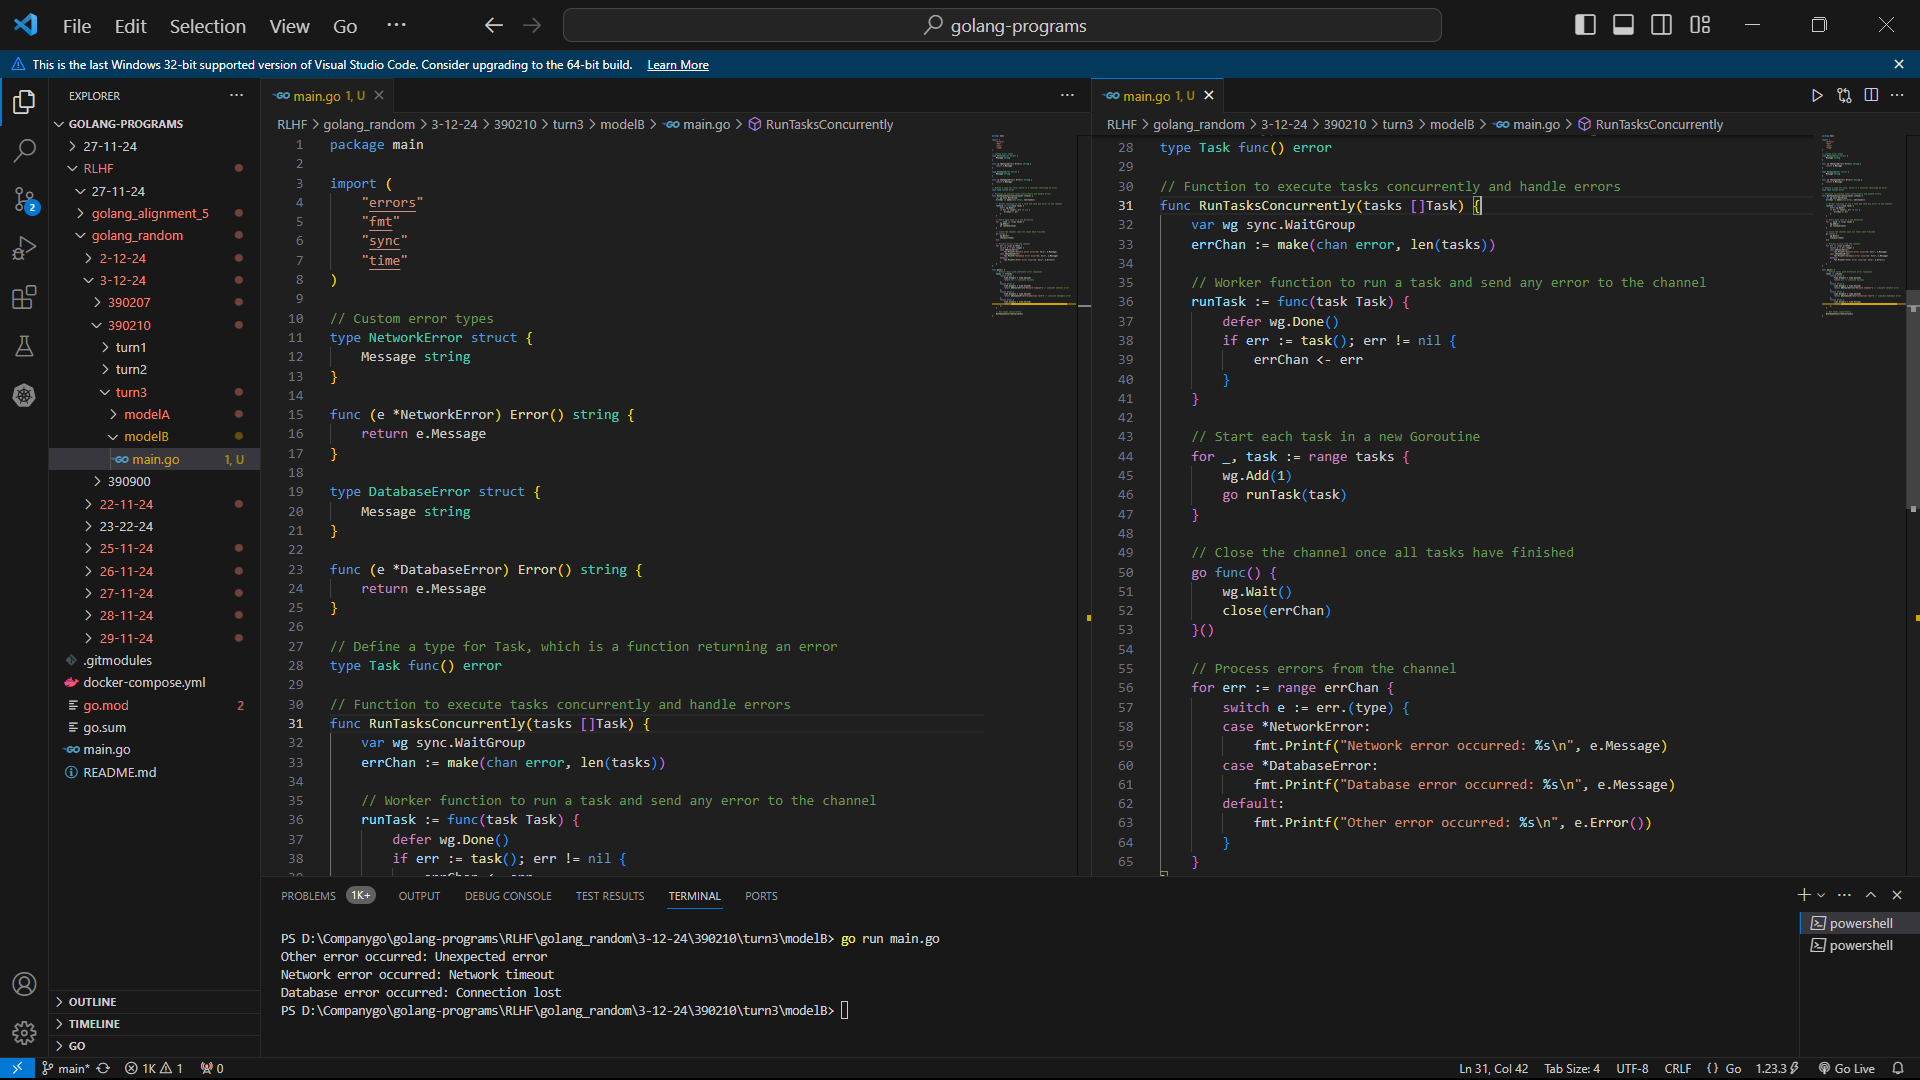 File Edit Selection View Go ···
golang-programs
This is the last Windows 32-bit supported version of Visual Studio Code. Consider upgrading to the 64-bit build. Learn More
EXPLORER
GOLANG-PROGRAMS
27-11-24
RLHF
27-11-24
golang_alignment_5
golang_random
2-12-24
3-12-24
390207
390210
turn1
turn2
turn3
modelA
modelB
main.go 1, U
390900
22-11-24
23-22-24
25-11-24
26-11-24
27-11-24
28-11-24
29-11-24
.gitmodules
docker-compose.yml
go.mod 2
go.sum
main.go
README.md
OUTLINE
TIMELINE
GO
2
main.go 1, U
RLHF > golang_random > 3-12-24 > 390210 > turn3 > modelB > main.go > RunTasksConcurrently
1 package main
2
3 import (
4 "errors"
5 "fmt"
6 "sync"
7 "time"
8 )
9
10 // Custom error types
11 type NetworkError struct {
12 Message string
13 }
14
15 func (e *NetworkError) Error() string {
16 return e.Message
17 }
18
19 type DatabaseError struct {
20 Message string
21 }
22
23 func (e *DatabaseError) Error() string {
24 return e.Message
25 }
26
27 // Define a type for Task, which is a function returning an error
28 type Task func() error
29
30 // Function to execute tasks concurrently and handle errors
31 func RunTasksConcurrently(tasks []Task) {
32 var wg sync.WaitGroup
33 errChan := make(chan error, len(tasks))
34
35 // Worker function to run a task and send any error to the channel
36 runTask := func(task Task) {
37 defer wg.Done()
38 if err := task(); err != nil {
main.go 1, U
RLHF > golang_random > 3-12-24 > 390210 > turn3 > modelB > main.go > RunTasksConcurrently
28 type Task func() error
29
30 // Function to execute tasks concurrently and handle errors
31 func RunTasksConcurrently(tasks []Task) {
32 var wg sync.WaitGroup
33 errChan := make(chan error, len(tasks))
34
35 // Worker function to run a task and send any error to the channel
36 runTask := func(task Task) {
37 defer wg.Done()
38 if err := task(); err != nil {
39 errChan <- err
40 }
41 }
42
43 // Start each task in a new Goroutine
44 for _, task := range tasks {
45 wg.Add(1)
46 go runTask(task)
47 }
48
49 // Close the channel once all tasks have finished
50 go func() {
51 wg.Wait()
52 close(errChan)
53 }()
54
55 // Process errors from the channel
56 for err := range errChan {
57 switch e := err.(type) {
58 case *NetworkError:
59 fmt.Printf("Network error occurred: %s\n", e.Message)
60 case *DatabaseError:
61 fmt.Printf("Database error occurred: %s\n", e.Message)
62 default:
63 fmt.Printf("Other error occurred: %s\n", e.Error())
64 }
65 }
PROBLEMS 1K+ OUTPUT DEBUG CONSOLE TEST RESULTS TERMINAL PORTS
PS D:\Companygo\golang-programs\RLHF\golang_random\3-12-24\390210\turn3\modelB> go run main.go
Other error occurred: Unexpected error
Network error occurred: Network timeout
Database error occurred: Connection lost
PS D:\Companygo\golang-programs\RLHF\golang_random\3-12-24\390210\turn3\modelB>
powershell
powershell
main* 1K 1 0 Ln 31, Col 42 Tab Size: 4 UTF-8 CRLF {} Go 1.23.3 Go Live